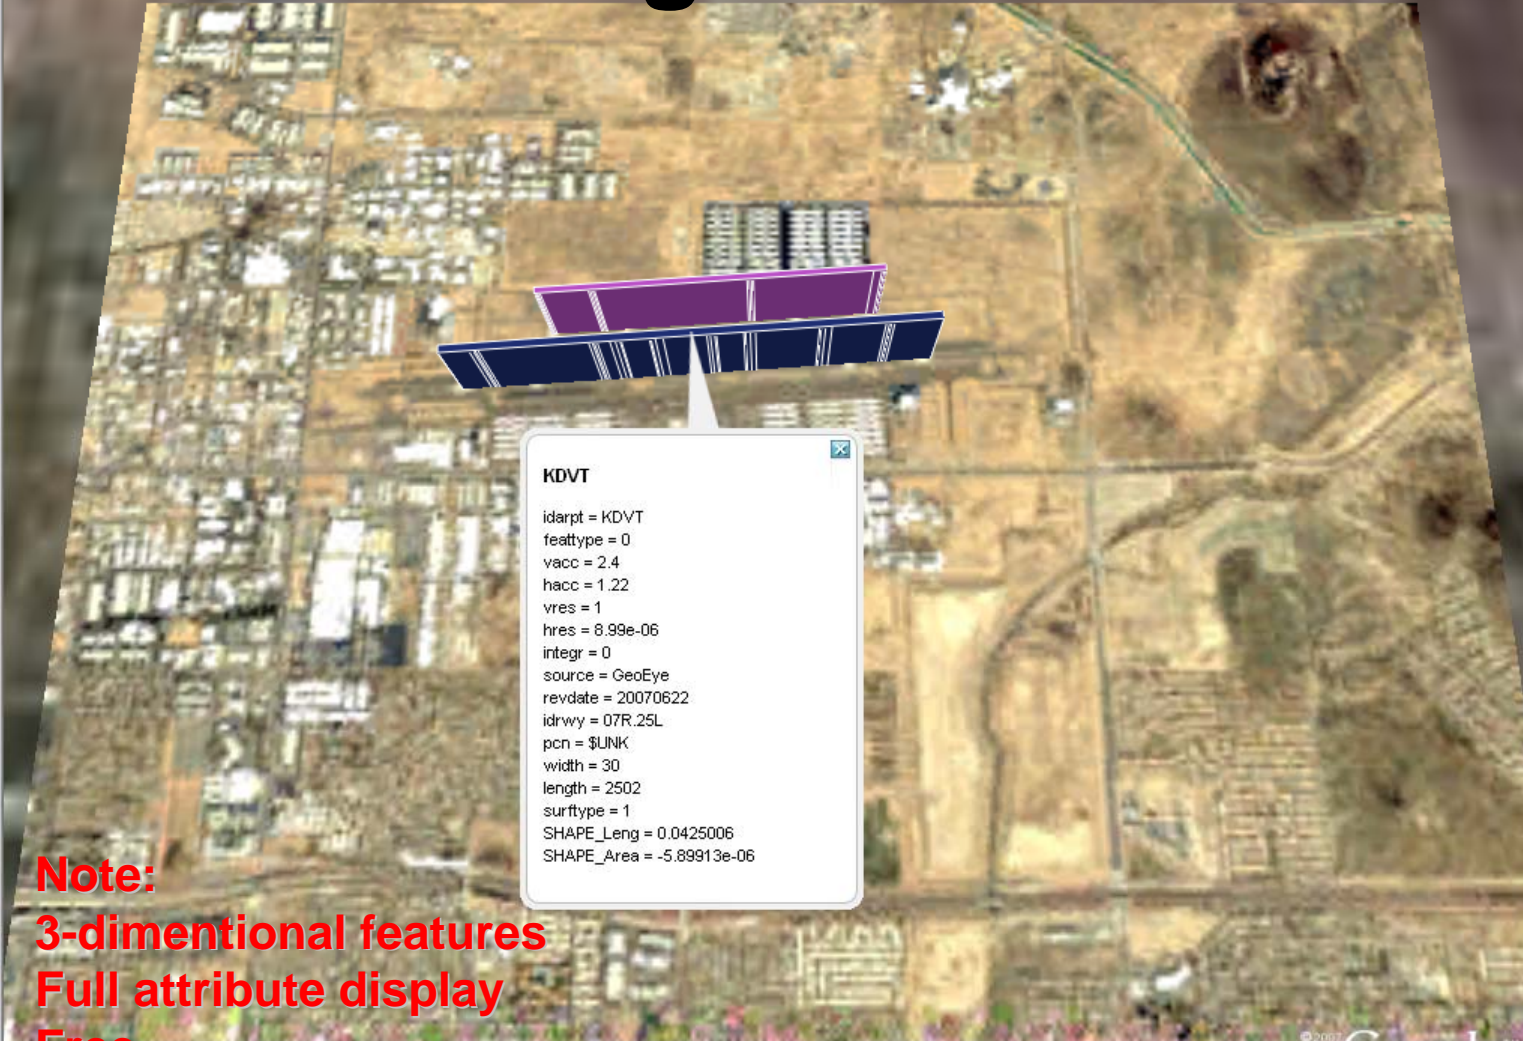 KDVT
idarpt = KDVT
feattype = 0
vacc = 2.4
hacc = 1.22
vres = 1
hres = 8.99e-06
integr = 0
source = GeoEye
revdate = 20070622
idrwy = 07R.25L
pcn = $UNK
width = 30
length = 2502
surftype = 1
SHAPE_Leng = 0.0425006
SHAPE_Area = -5.89913e-06
Note:
3-dimentional features
Full attribute display
©2007